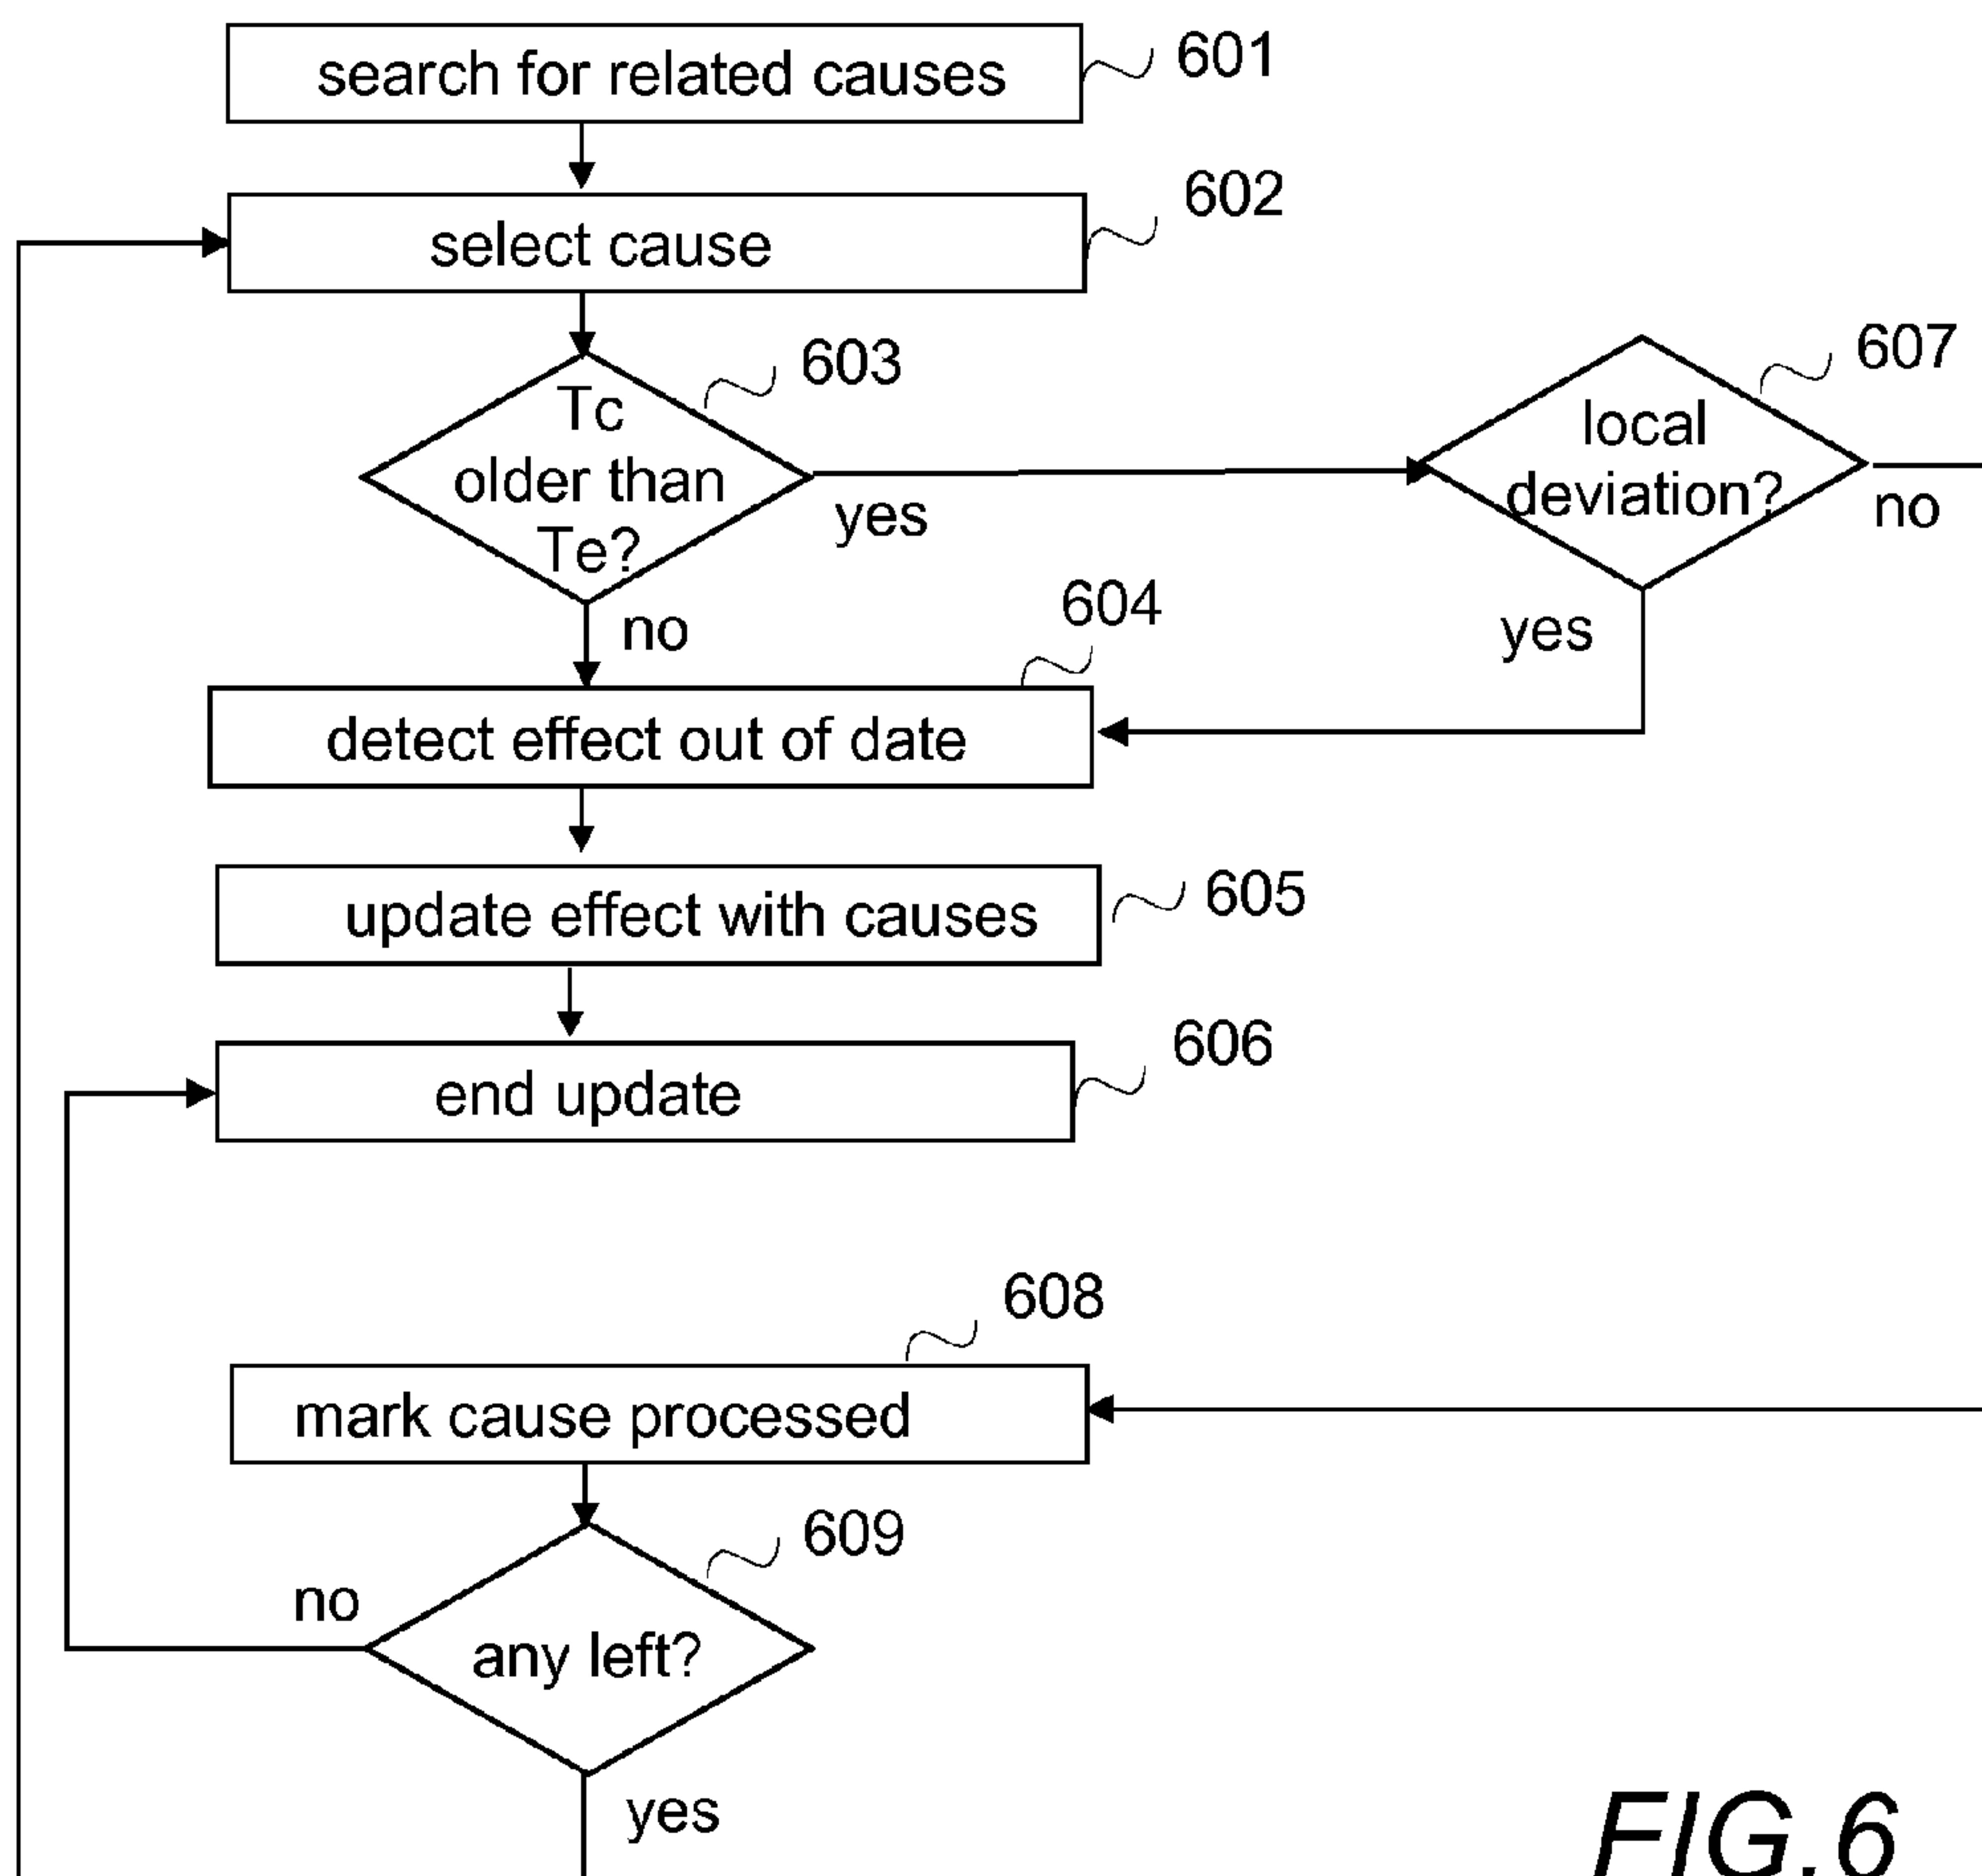 search for related causes
601
select cause
602
Tc
older than
Te?
603
yes
no
local
deviation?
607
no
yes
604
detect effect out of date
update effect with causes
605
end update
606
608
mark cause processed
609
any left?
no
yes
FIG.6